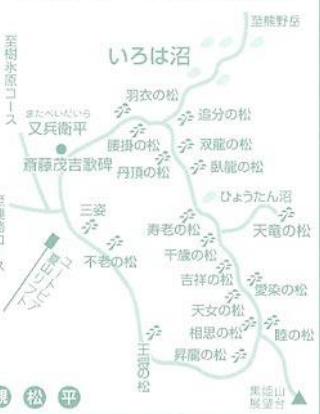 至熊野岳
いろは沼
至樹氷原コース
羽衣の松
追分の松
またべいだいら
又兵衛平
腰掛の松
双龍の松
斎藤茂吉歌碑
丹頂の松
臥龍の松
ひょうたん沼
三姿
寿老の松
天竜の松
不老の松
千歳の松
吉祥の松
愛染の松
天女の松
相思の松
睦の松
王将の松
昇龍の松
黒姫山
展望台
観松平